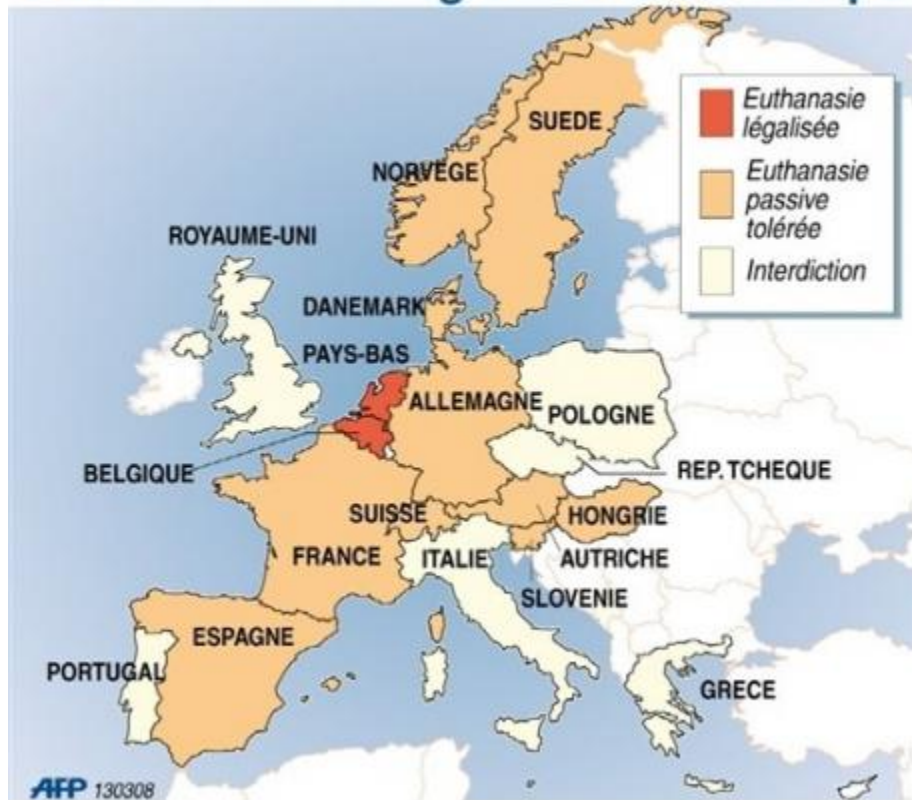 Euthanasie
légalisée
Euthanasie
passive
tolérée
Interdiction
SUEDE
NORVEGE
ROYAUME-UNI
DANEMARK
PAYS-BAS
ALLEMAGNE
POLOGNE
BELGIQUE
REP. TCHEQUE
SUISSE
HONGRIE
FRANCE
ITALIE
AUTRICHE
SLOVENIE
ESPAGNE
PORTUGAL
GRECE
AFP 130308